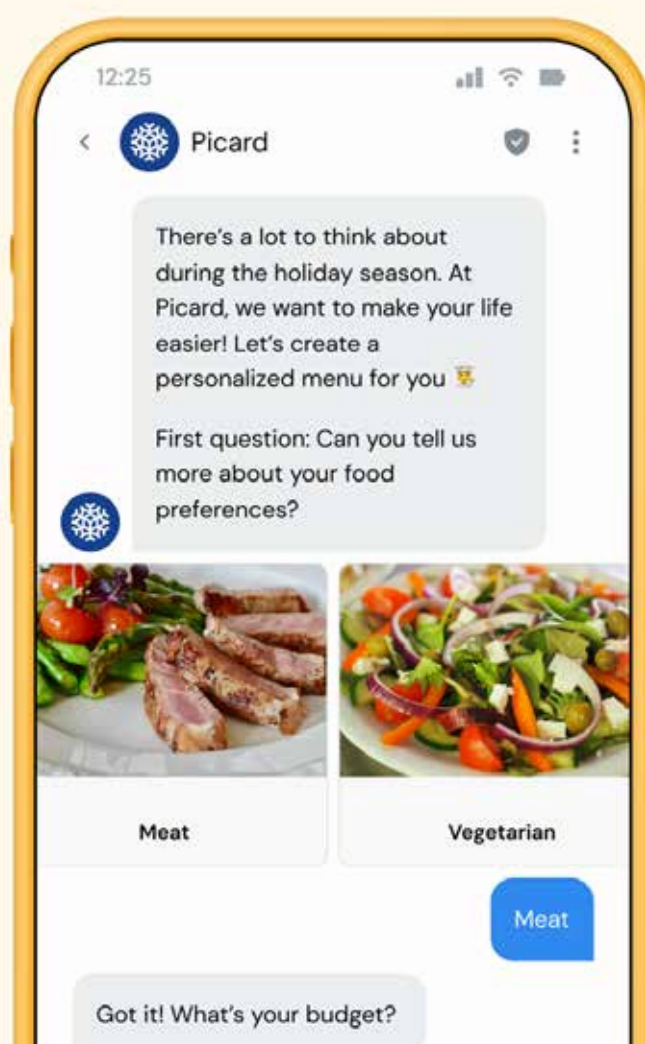 12:25
Picard
There's a lot to think about
during the holiday season. At
Picard, we want to make your life
easier! Let's create a
personalized menu for you 🧑‍🍳
First question: Can you tell us
more about your food
preferences?
Meat
Vegetarian
Meat
Got it! What's your budget?